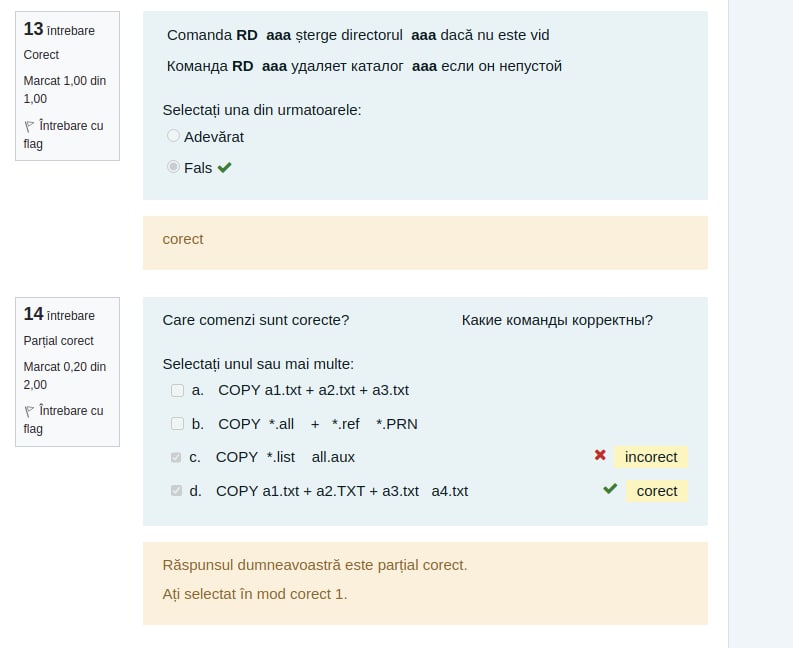 13 întrebare
Corect
Marcat 1,00 din
1,00
Întrebare cu
flag
Comanda RD aaa șterge directorul aaa dacă nu este vid
Команда RD aaa удаляет каталог aaa если он непустой
Selectați una din urmatoarele:
Adevărat
Fals
corect
14 întrebare
Parțial corect
Marcat 0,20 din
2,00
Întrebare cu
flag
Care comenzi sunt corecte? Какие команды корректны?
Selectați unul sau mai multe:
a. COPY a1.txt + a2.txt + a3.txt
b. COPY *.all + *.ref *.PRN
c. COPY *.list all.aux incorect
d. COPY a1.txt + a2.TXT + a3.txt a4.txt corect
Răspunsul dumneavoastră este parțial corect.
Ați selectat în mod corect 1.